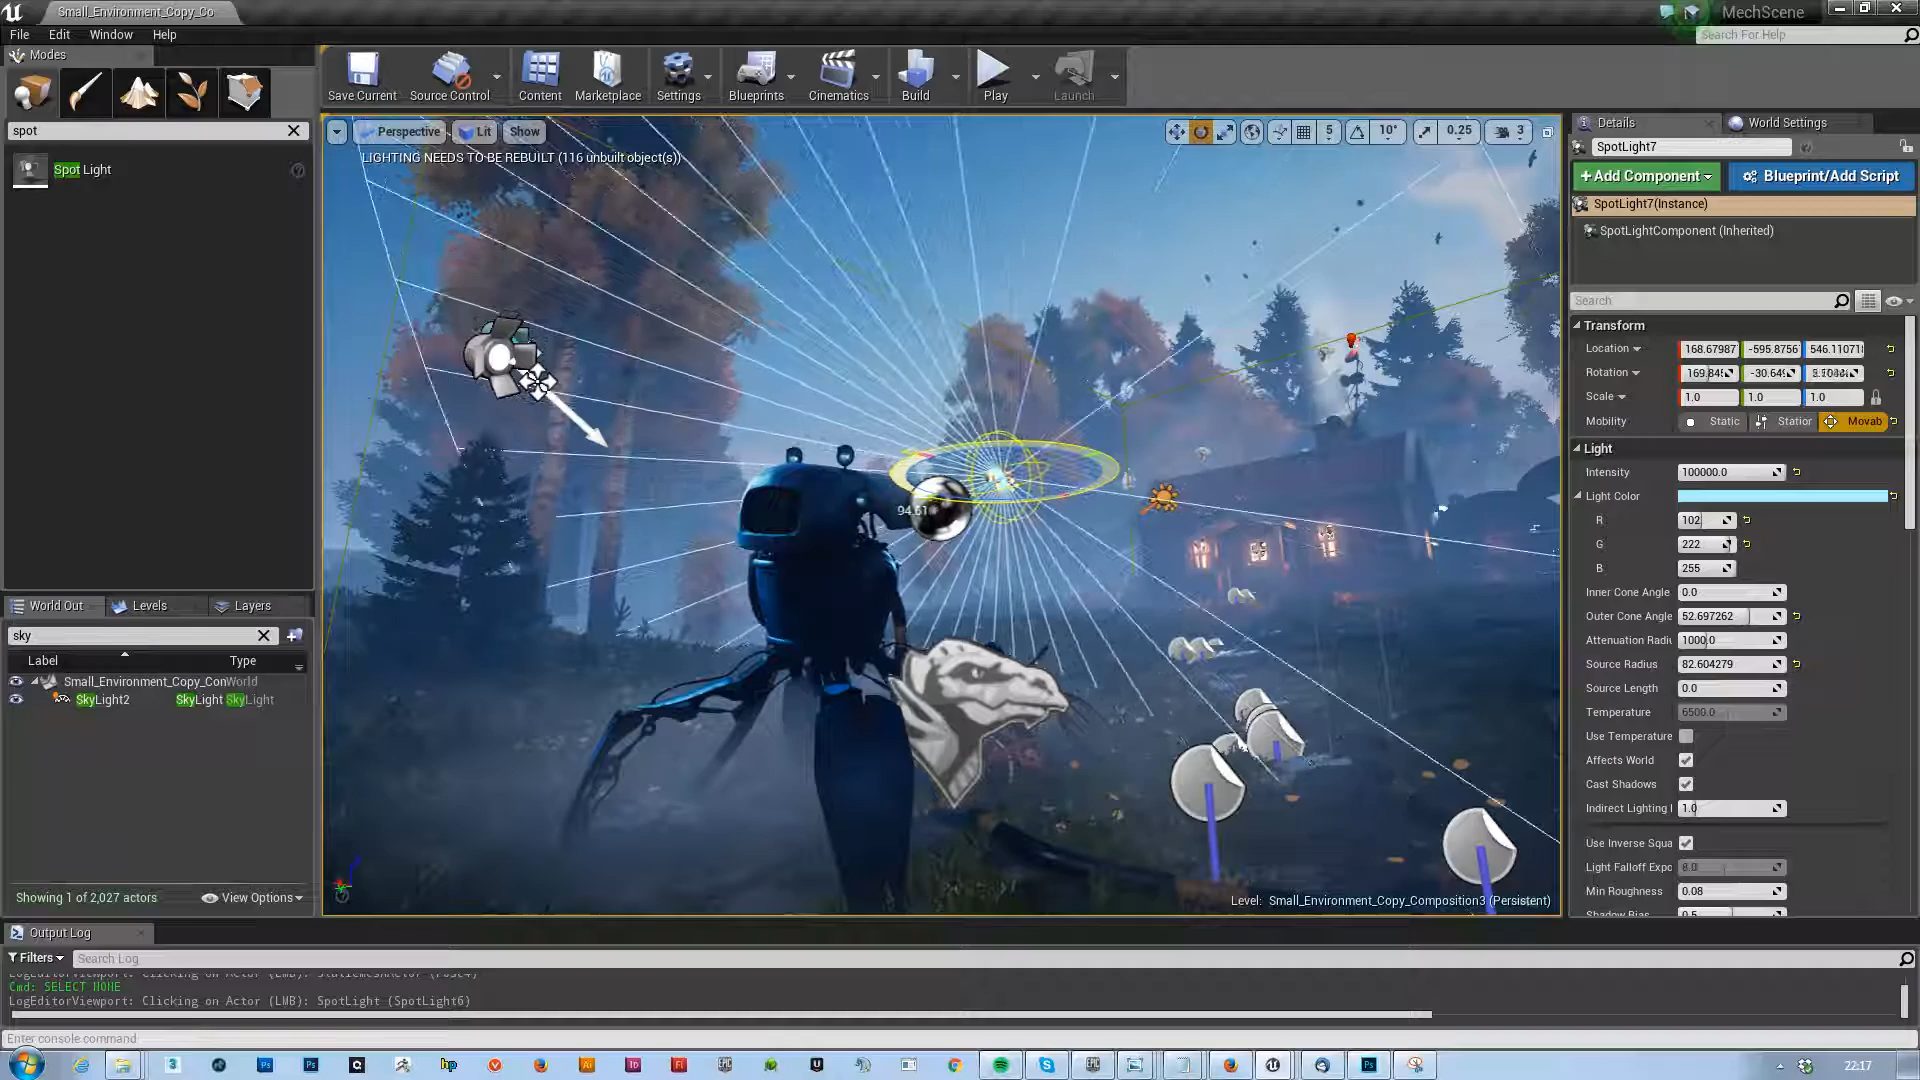 Small_Environment_Copy_Co
MechScene
File Edit Window Help
Search For Help
Modes
Save Current Source Control Content Marketplace Settings Blueprints Cinematics Build Play Launch
spot
Spot Light
Perspective Lit Show
5 10° 0.25 3
LIGHTING NEEDS TO BE REBUILT (116 unbuilt object(s))
94.61
Level: Small_Environment_Copy_Composition3 (Persistent)
Details World Settings
SpotLight7
+Add Component Blueprint/Add Script
SpotLight7(Instance)
SpotLightComponent (Inherited)
Search
Transform
Location 168.67987 -595.8756 546.11071
Rotation
Scale 1.0 1.0 1.0
Mobility Static Station Movab
Light
Intensity 100000.0
Light Color
R 102
G 222
B 255
Inner Cone Angle 0.0
Outer Cone Angle 52.697262
Attenuation Radi 1000.0
Source Radius 82.604279
Source Length 0.0
Temperature 6500.0
Use Temperature
Affects World
Cast Shadows
Indirect Lighting I 1.0
Use Inverse Squa
Light Falloff Expo 8.0
Min Roughness 0.08
Shadow Bias 0.5
World Out Levels Layers
sky
Label Type
Small_Environment_Copy_Con World
SkyLight2 SkyLight SkyLight
Showing 1 of 2,027 actors View Options
Output Log
Filters Search Log
Cmd: SELECT NONE
LogEditorViewport: Clicking on Actor (LMB): SpotLight (SpotLight6)
Enter console command
22:17